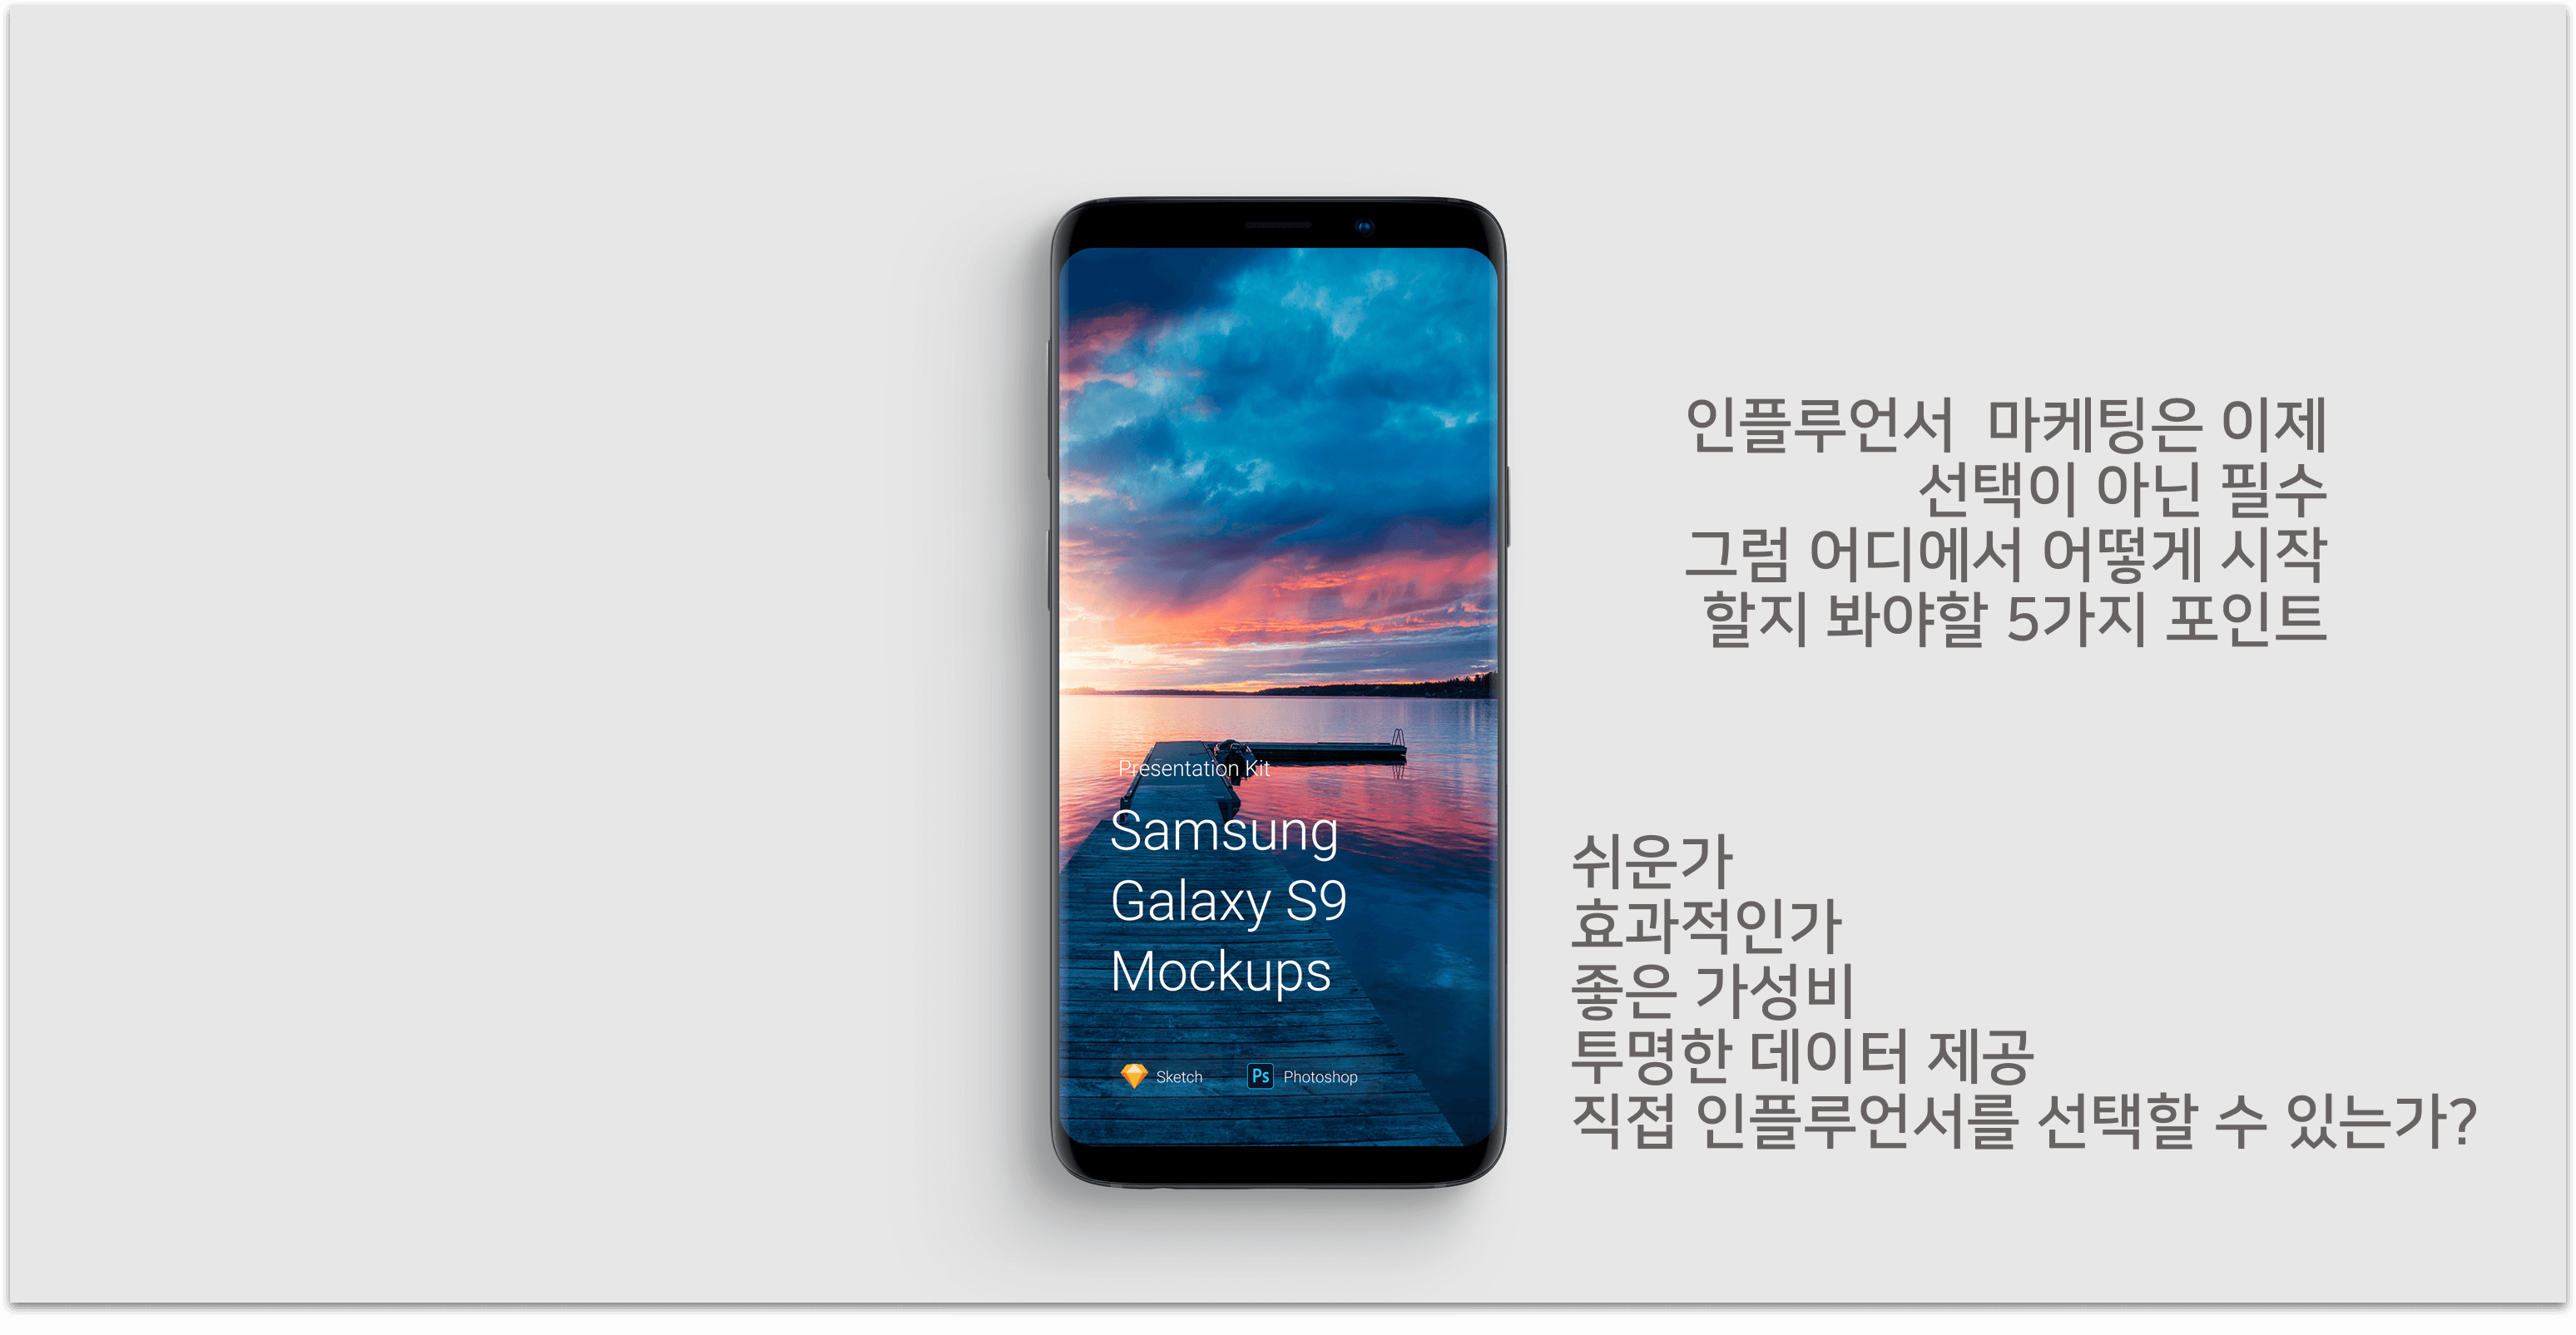 인플루언서  마케팅은 이제
선택이 아닌 필수
그럼 어디에서 어떻게 시작
할지 봐야할 5가지 포인트
Presentation Kit
Samsung
Galaxy S9
Mockups
Sketch
Ps Photoshop
쉬운가
효과적인가
좋은 가성비
투명한 데이터 제공
직접 인플루언서를 선택할 수 있는가?